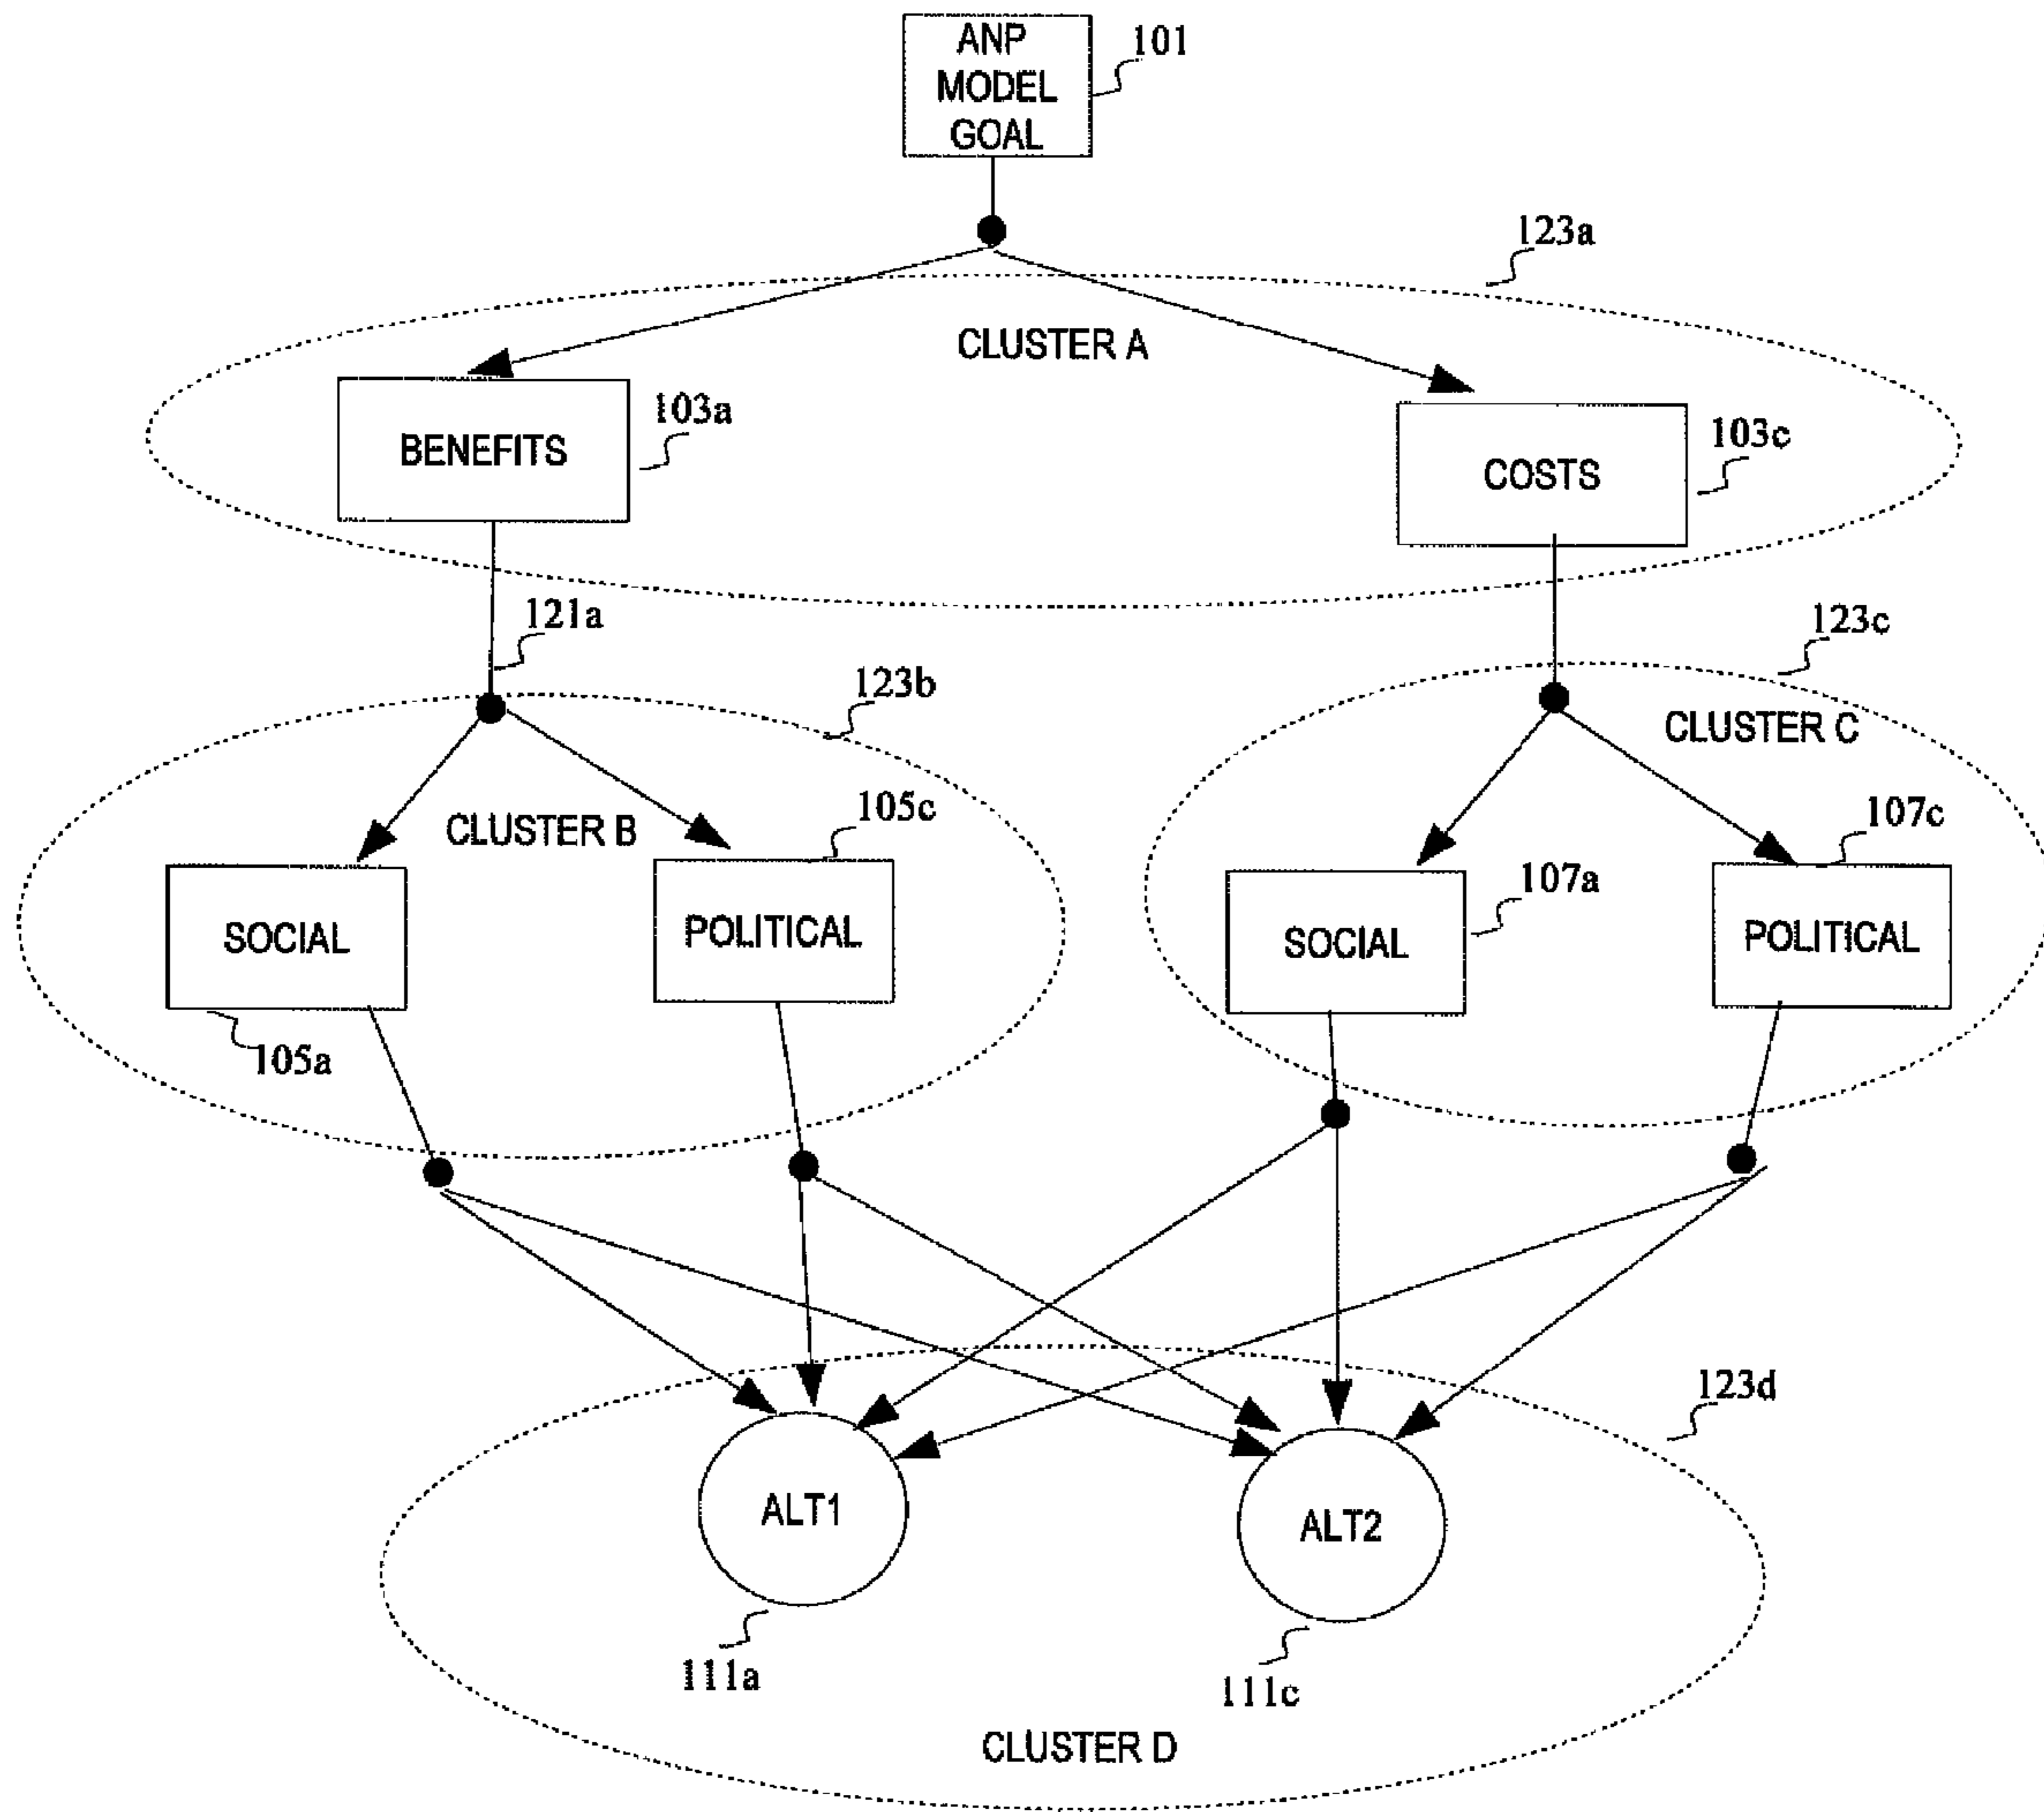 ANP
MODEL
GOAL
101
123a
CLUSTER A
103a
BENEFITS
103c
COSTS
121a
123c
123b
CLUSTER C
105c
CLUSTER B
107c
107a
SOCIAL
POLITICAL
SOCIAL
POLITICAL
105a
123d
ALT1
ALT2
111a
111c
CLUSTER D